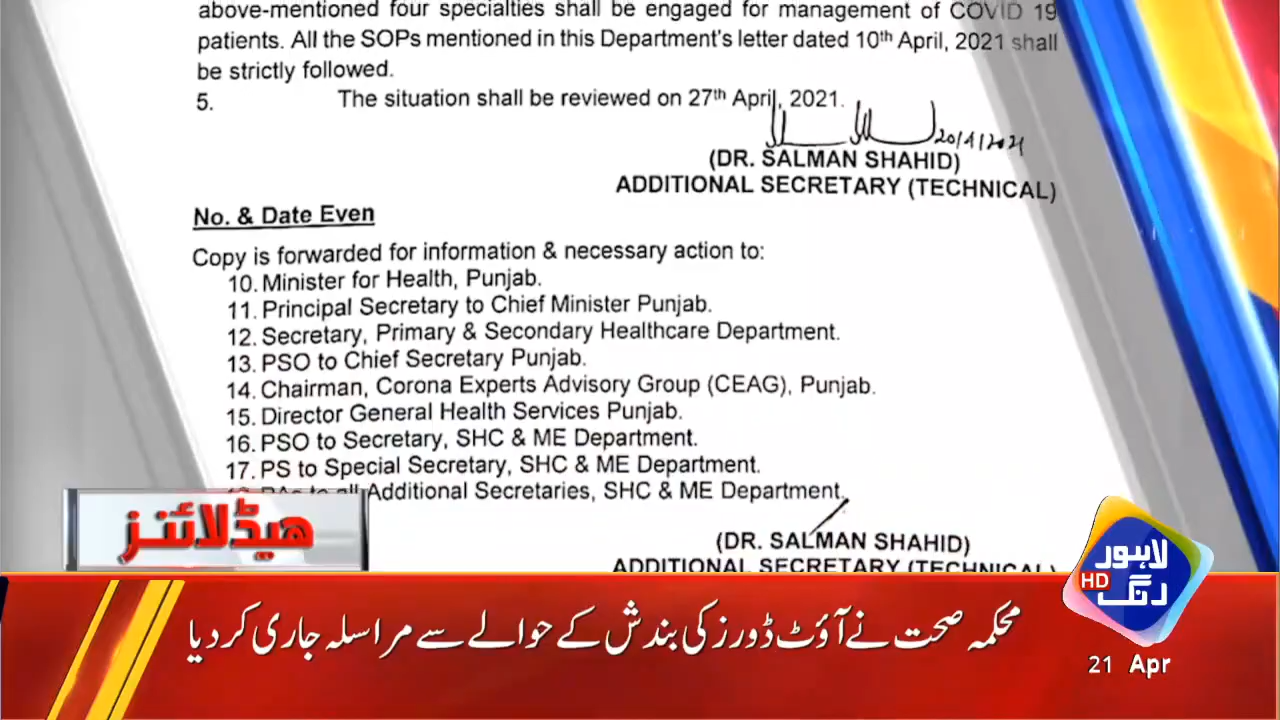 above-mentioned four specialties shall be engaged for management of COVID 19
patients. All the SOPs mentioned in this Department's letter dated 10th April, 2021 shall
be strictly followed.
5. The situation shall be reviewed on 27th April, 2021.
20/4/2021
(DR. SALMAN SHAHID)
ADDITIONAL SECRETARY (TECHNICAL)
No. & Date Even
Copy is forwarded for information & necessary action to:
10. Minister for Health, Punjab.
11. Principal Secretary to Chief Minister Punjab.
12. Secretary, Primary & Secondary Healthcare Department.
13. PSO to Chief Secretary Punjab.
14. Chairman, Corona Experts Advisory Group (CEAG), Punjab.
15. Director General Health Services Punjab.
16. PSO to Secretary, SHC & ME Department.
17. PS to Special Secretary, SHC & ME Department.
18. PAs to all Additional Secretaries, SHC & ME Department.
(DR. SALMAN SHAHID)
ADDITIONAL SECRETARY (TECHNICAL)
ہیڈلائنز
لاہور
رنگ
HD
محکمہ صحت نے آؤٹ ڈورز کی بندش کے حوالے سے مراسلہ جاری کر دیا
21 Apr